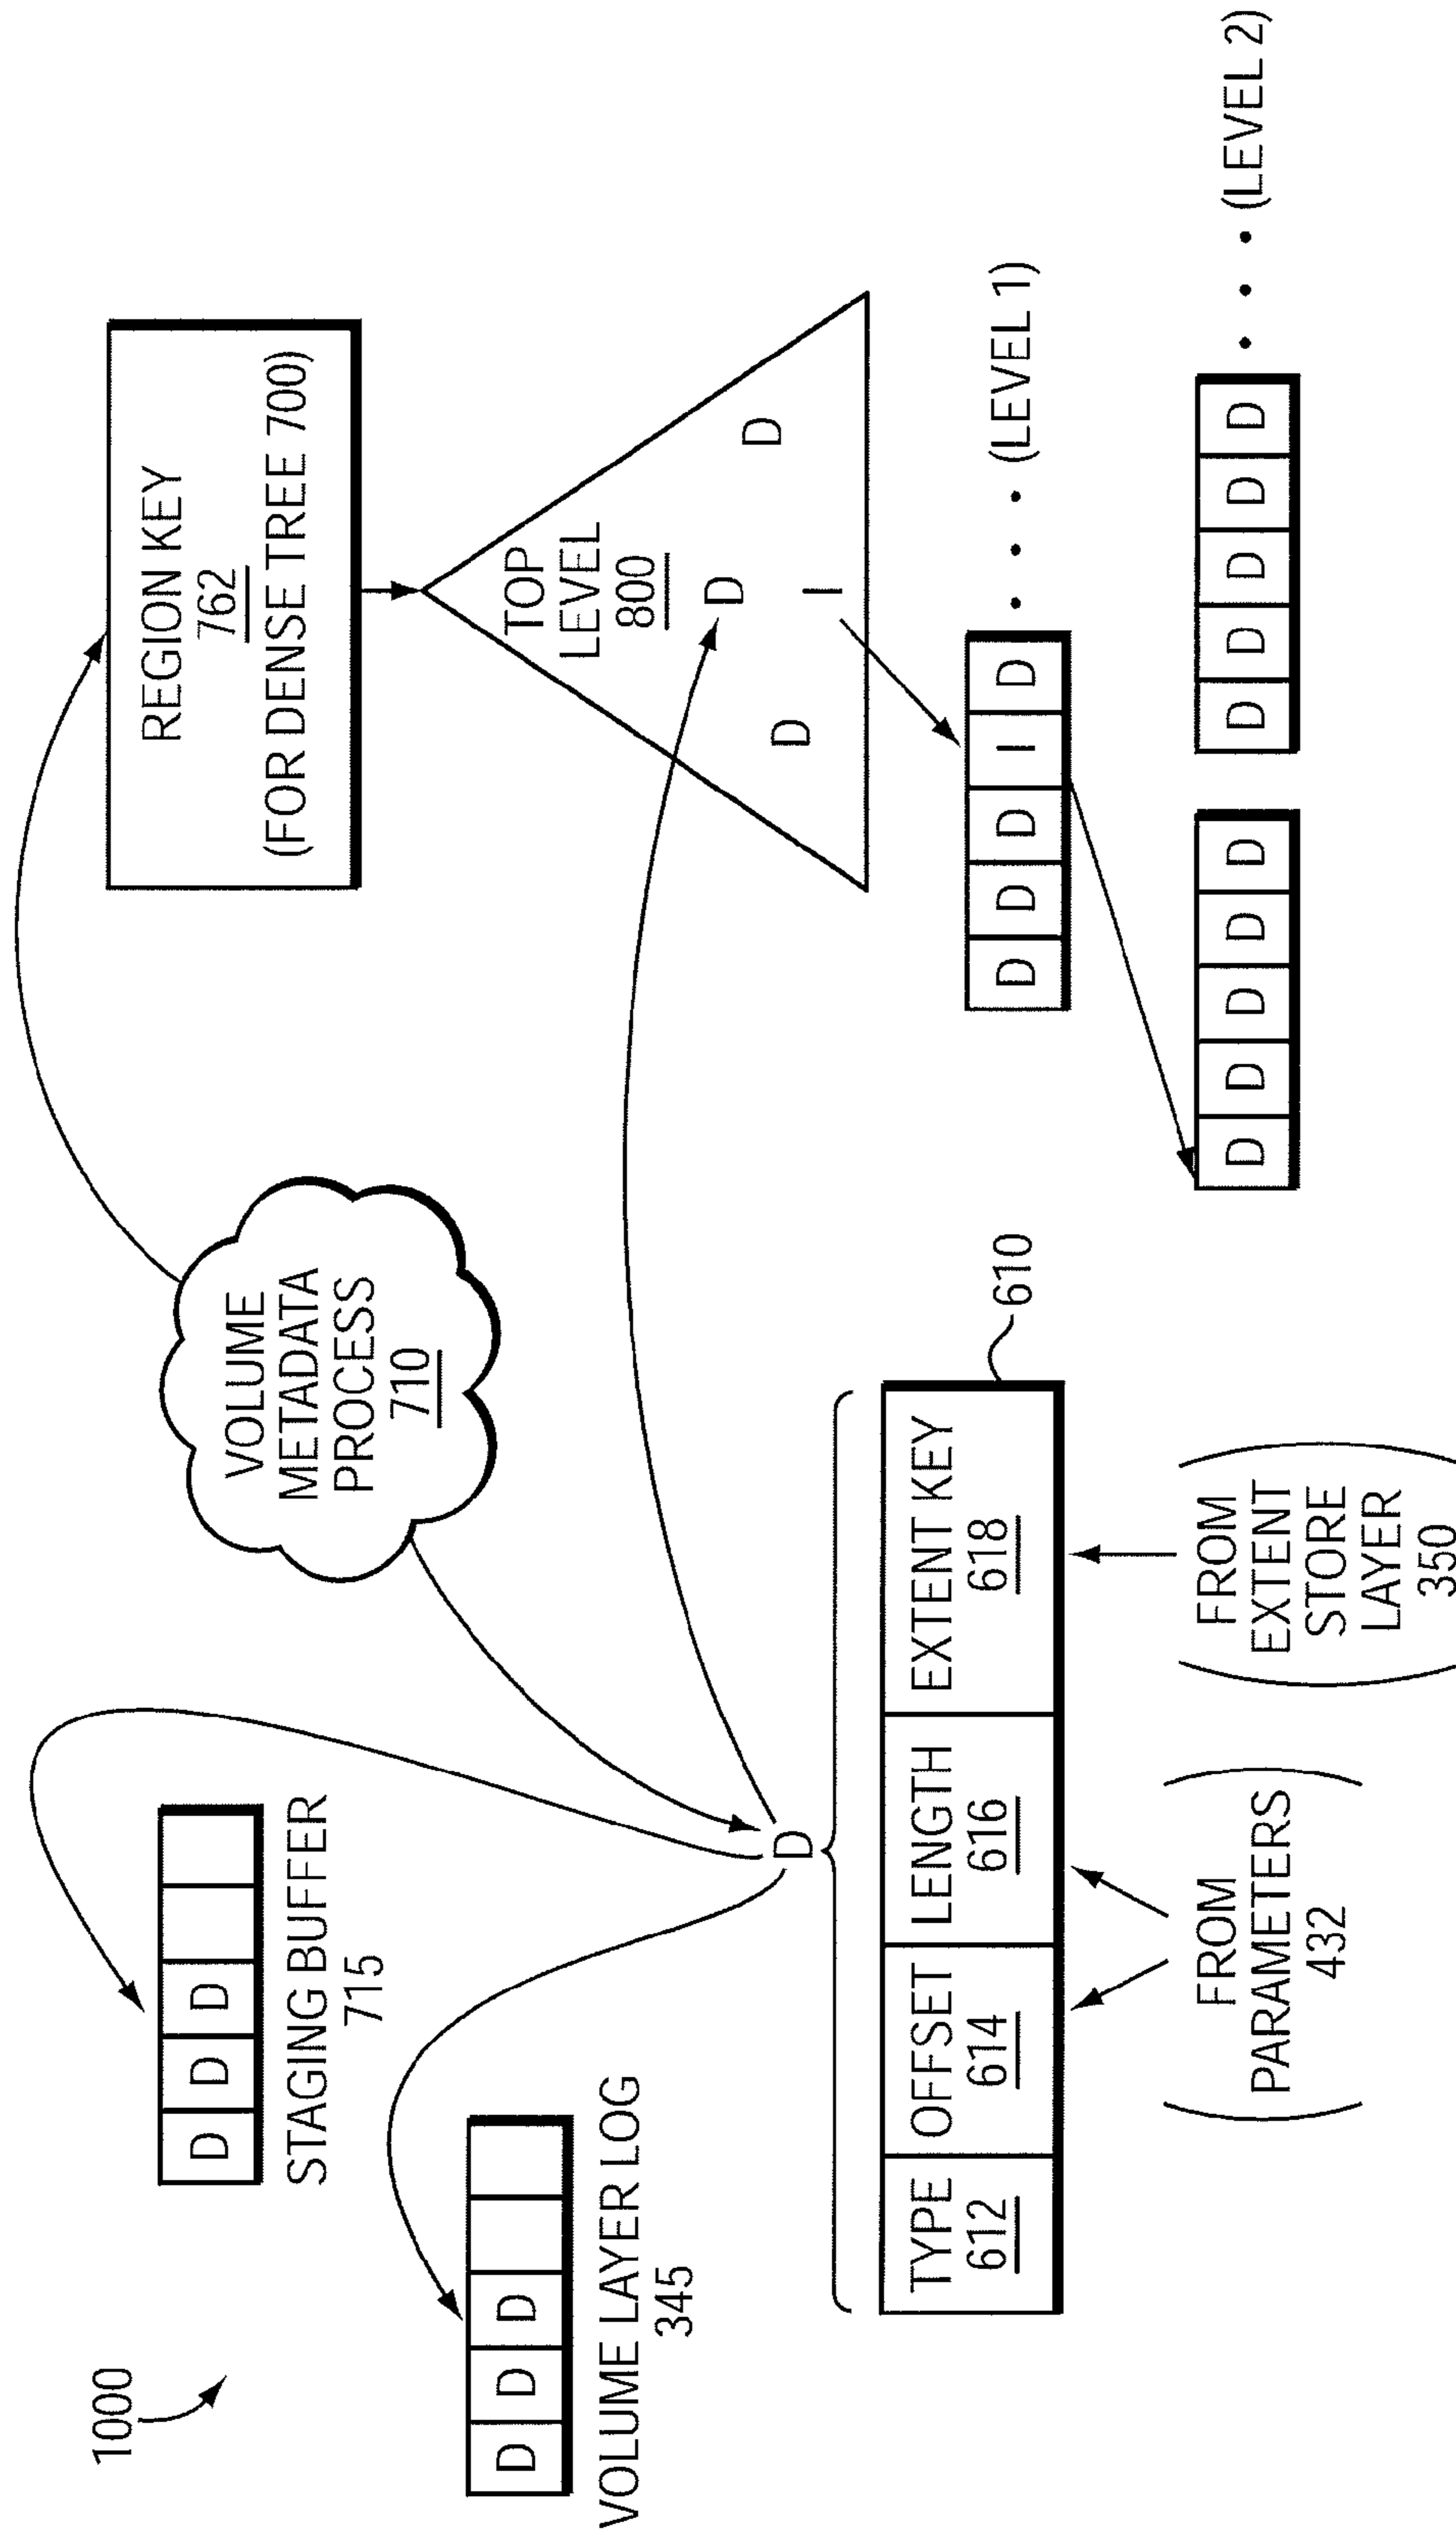 1000
D D D
STAGING BUFFER
715
D D D
VOLUME LAYER LOG
345
VOLUME
METADATA
PROCESS
710
REGION KEY
762
(FOR DENSE TREE 700)
TOP
LEVEL
800
D D D
I
D
D D D I D • • • (LEVEL 1)
D D D D D D D D D D • • • (LEVEL 2)
610
TYPE
612
OFFSET
614
LENGTH
616
EXTENT KEY
618
(FROM
PARAMETERS
432)
(FROM
EXTENT
STORE
LAYER
350)